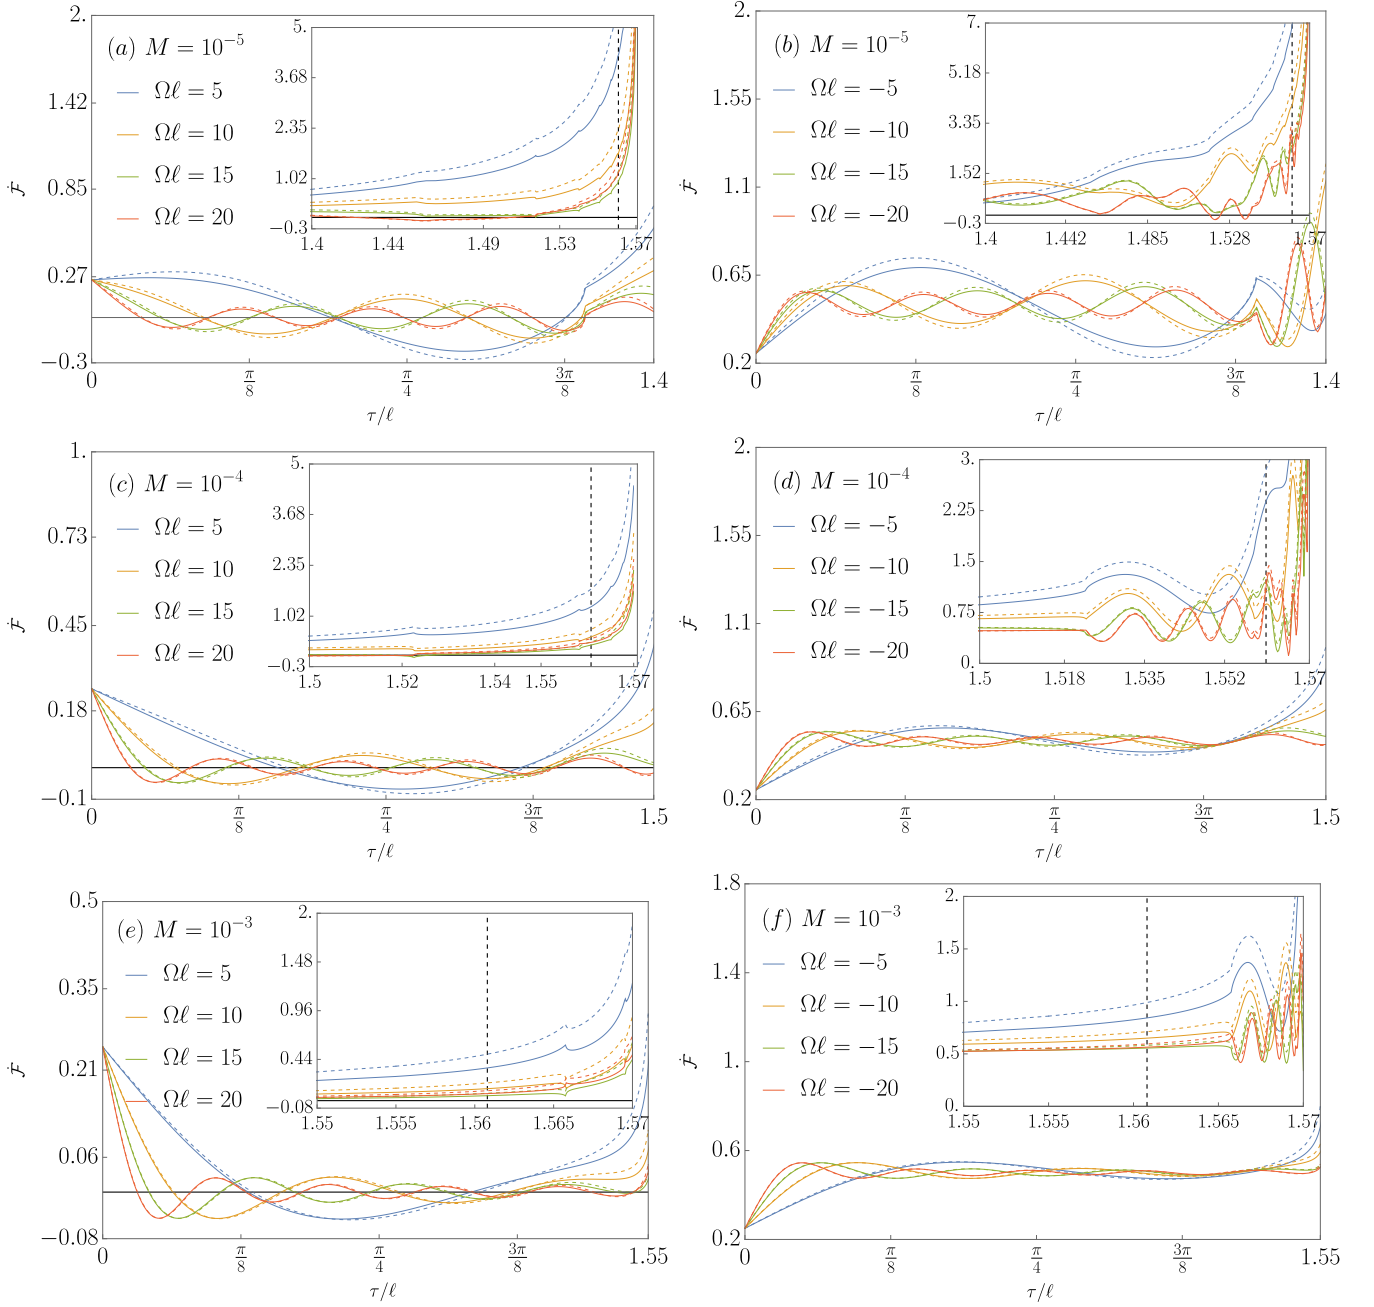 (a) M = 10⁻⁵
Ωℓ = 5
Ωℓ = 10
Ωℓ = 15
Ωℓ = 20
2.
1.42
0.85
0.27
−0.3
Ḟ
0 π/8 π/4 3π/8 1.4
τ/ℓ
5.
3.68
2.35
1.02
−0.3
1.4 1.44 1.49 1.53 1.57
(b) M = 10⁻⁵
Ωℓ = −5
Ωℓ = −10
Ωℓ = −15
Ωℓ = −20
2.
1.55
1.1
0.65
0.2
Ḟ
0 π/8 π/4 3π/8 1.4
τ/ℓ
7.
5.18
3.35
1.52
−0.3
1.4 1.442 1.485 1.528 1.57
(c) M = 10⁻⁴
Ωℓ = 5
Ωℓ = 10
Ωℓ = 15
Ωℓ = 20
1.
0.73
0.45
0.18
−0.1
Ḟ
0 π/8 π/4 3π/8 1.5
τ/ℓ
5.
3.68
2.35
1.02
−0.3
1.5 1.52 1.54 1.55 1.57
(d) M = 10⁻⁴
Ωℓ = −5
Ωℓ = −10
Ωℓ = −15
Ωℓ = −20
2.
1.55
1.1
0.65
0.2
Ḟ
0 π/8 π/4 3π/8 1.5
τ/ℓ
3.
2.25
1.5
0.75
0.
1.5 1.518 1.535 1.552 1.57
(e) M = 10⁻³
Ωℓ = 5
Ωℓ = 10
Ωℓ = 15
Ωℓ = 20
0.5
0.35
0.21
0.06
−0.08
Ḟ
0 π/8 π/4 3π/8 1.55
τ/ℓ
2.
1.48
0.96
0.44
−0.08
1.55 1.555 1.56 1.565 1.57
(f) M = 10⁻³
Ωℓ = −5
Ωℓ = −10
Ωℓ = −15
Ωℓ = −20
1.8
1.4
1.
0.6
0.2
Ḟ
0 π/8 π/4 3π/8 1.55
τ/ℓ
2.
1.5
1.
0.5
0.
1.55 1.555 1.56 1.565 1.57